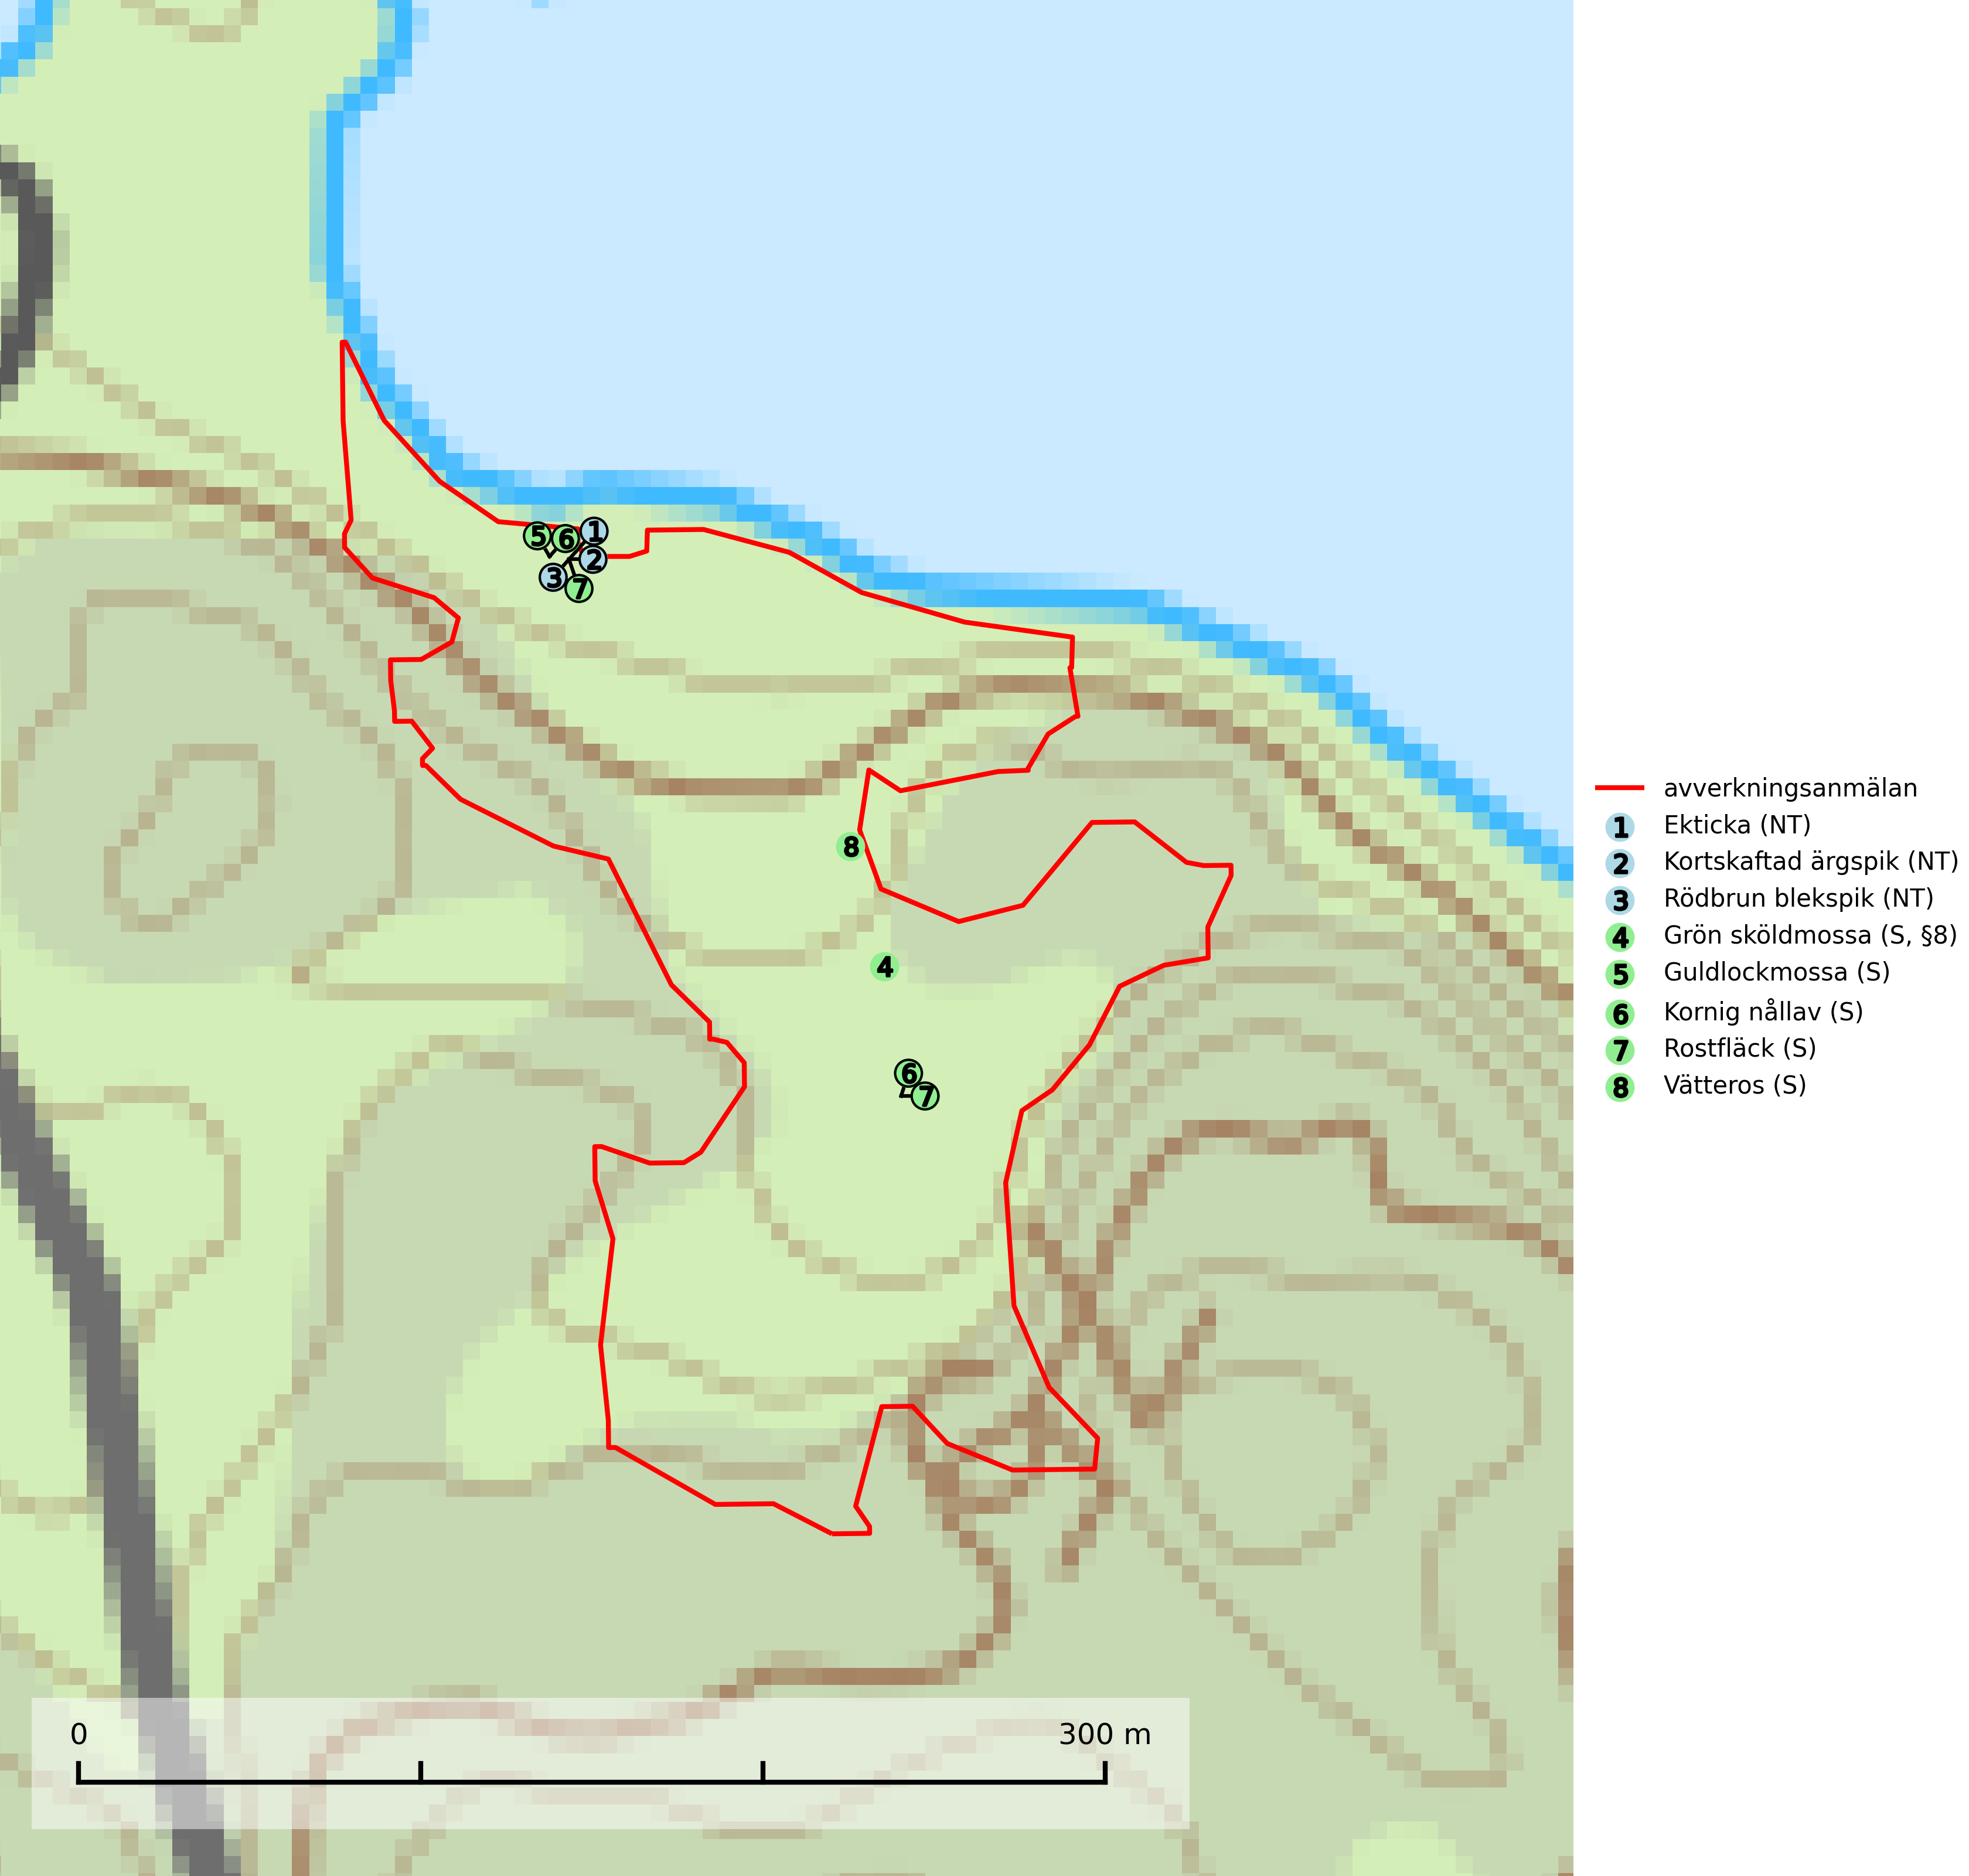 5 6 1
2
3 7
8
4
6
7
0 300 m
avverkningsanmälan
1 Ekticka (NT)
2 Kortskaftad ärgspik (NT)
3 Rödbrun blekspik (NT)
4 Grön sköldmossa (S, §8)
5 Guldlockmossa (S)
6 Kornig nållav (S)
7 Rostfläck (S)
8 Vätteros (S)